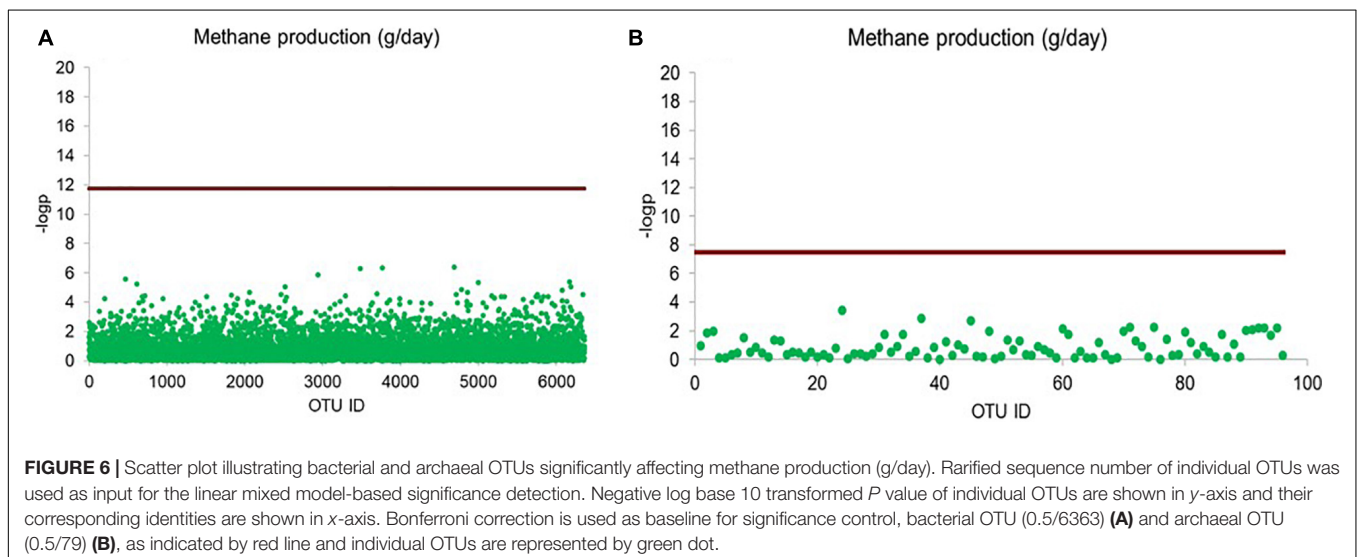 A
Methane production (g/day)
20
18
16
14
12
10
8
6
4
2
0
-logp
0 1000 2000 3000 4000 5000 6000
OTU ID
B
Methane production (g/day)
20
18
16
14
12
10
8
6
4
2
0
-logp
0 20 40 60 80 100
OTU ID
FIGURE 6 | Scatter plot illustrating bacterial and archaeal OTUs significantly affecting methane production (g/day). Rarified sequence number of individual OTUs was
used as input for the linear mixed model-based significance detection. Negative log base 10 transformed P value of individual OTUs are shown in y-axis and their
corresponding identities are shown in x-axis. Bonferroni correction is used as baseline for significance control, bacterial OTU (0.5/6363) (A) and archaeal OTU
(0.5/79) (B), as indicated by red line and individual OTUs are represented by green dot.